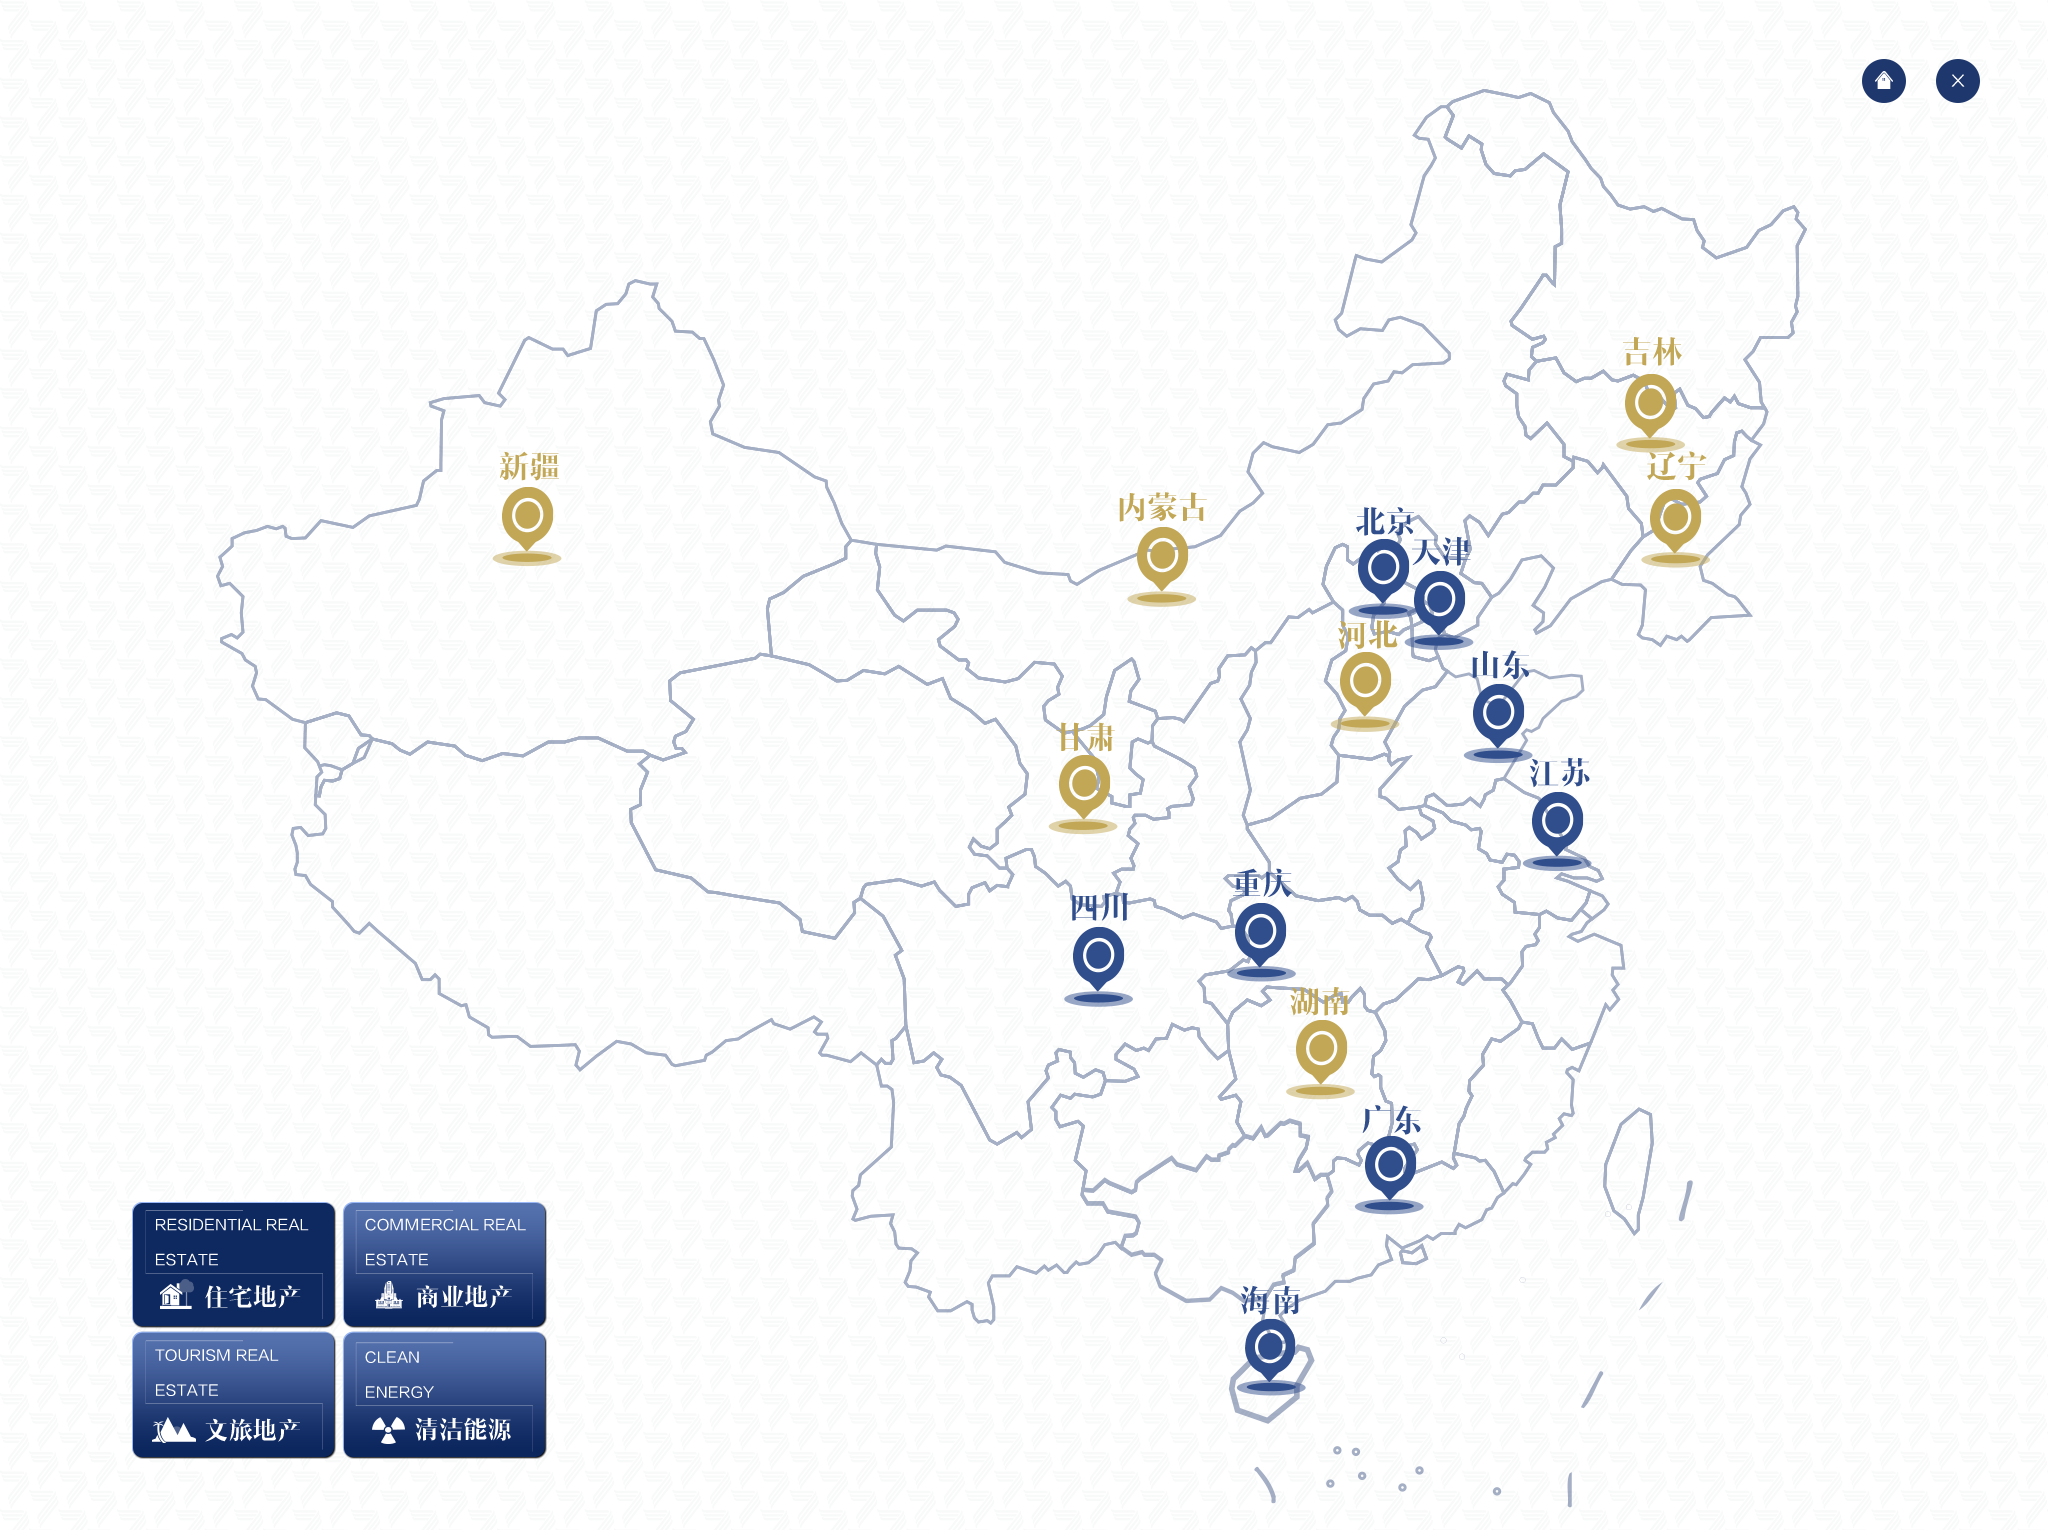 吉林
新疆
辽宁
内蒙古
北京
天津
河北
山东
甘肃
江苏
重庆
四川
湖南
广东
海南
RESIDENTIAL REAL
ESTATE
住宅地产
COMMERCIAL REAL
ESTATE
商业地产
TOURISM REAL
ESTATE
文旅地产
CLEAN
ENERGY
清洁能源